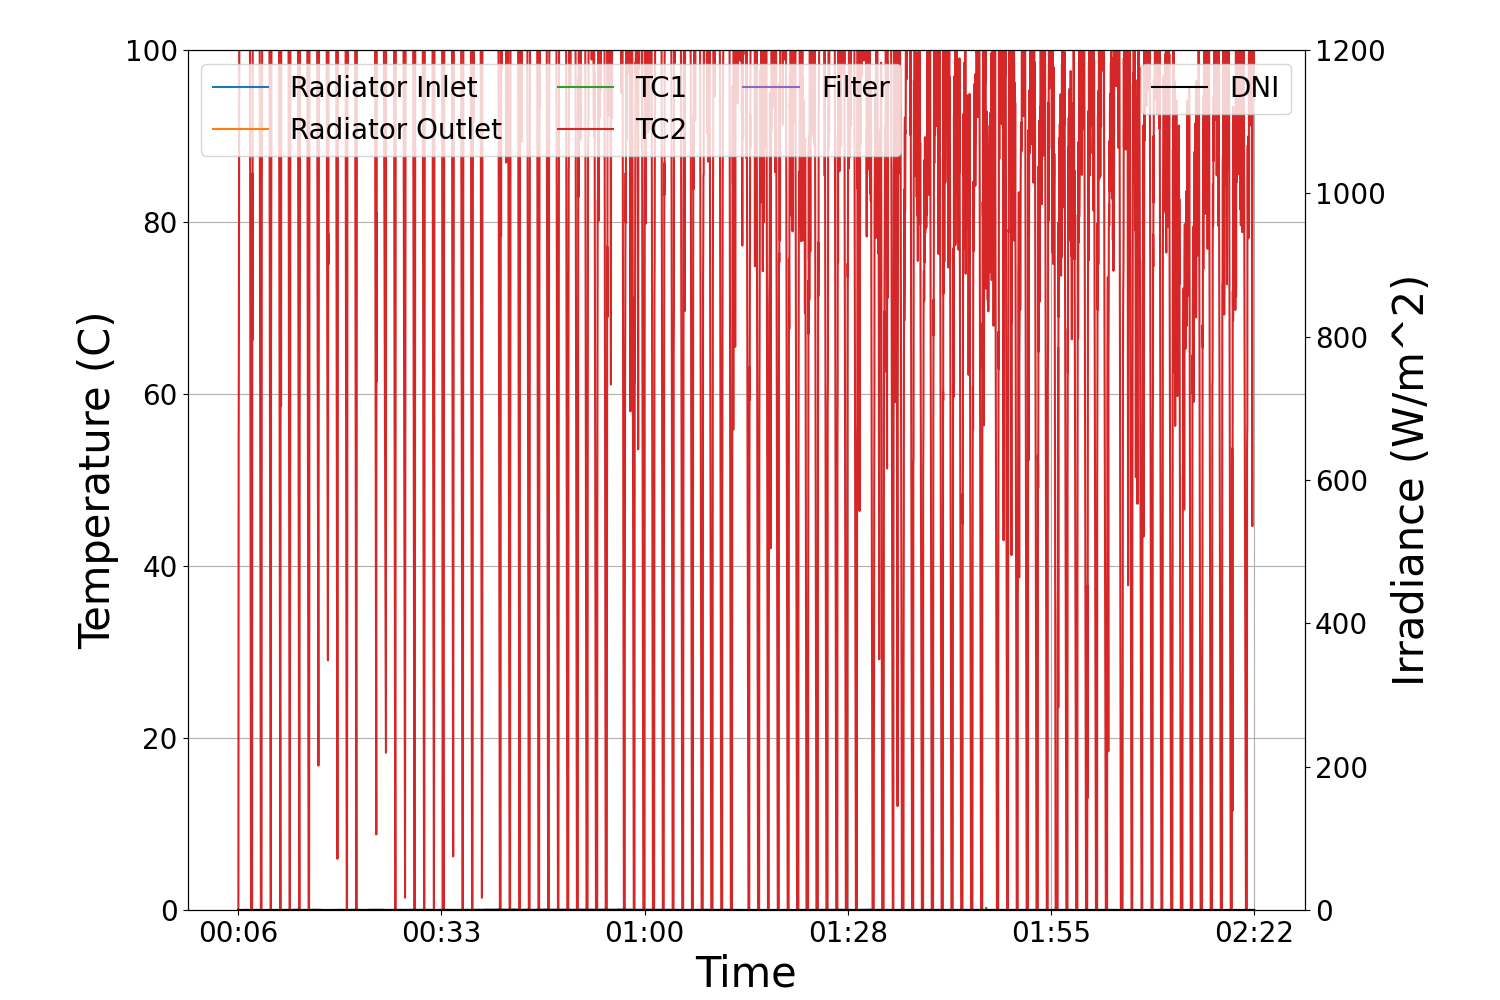 100
80
60
40
20
0
Temperature (C)
Radiator Inlet
Radiator Outlet
TC1
TC2
Filter
DNI
1200
1000
800
600
400
200
0
Irradiance (W/m^2)
00:06 00:33 01:00 01:28 01:55 02:22
Time